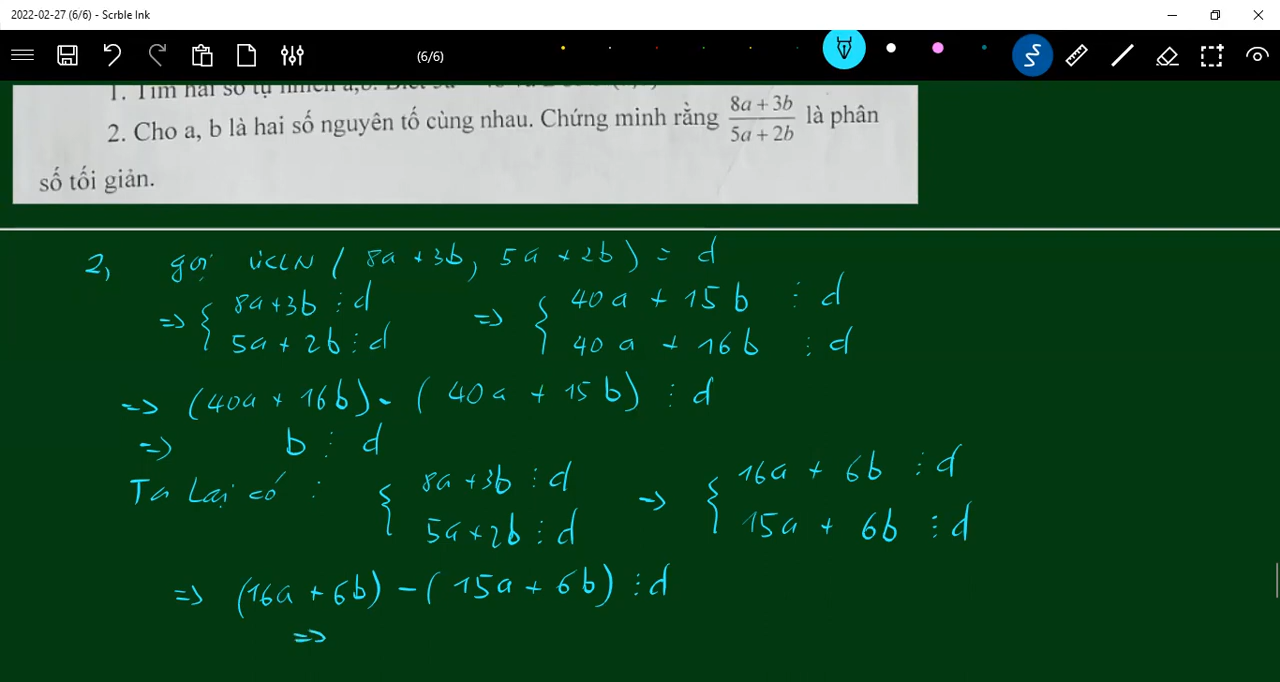 2022-02-27 (6/6) - Scrble Ink
(6/6)
2. Cho a, b là hai số nguyên tố cùng nhau. Chứng minh rằng (8a + 3b)/(5a + 2b) là phân
số tối giản.
2, gọi ƯCLN ( 8a + 3b, 5a + 2b ) = d
=> { 8a + 3b ⋮ d => { 40a + 15b ⋮ d
5a + 2b ⋮ d 40a + 16b ⋮ d
=> (40a + 16b) - ( 40a + 15b) ⋮ d
=> b ⋮ d
Ta Lại có : { 8a + 3b ⋮ d => { 16a + 6b ⋮ d
5a + 2b ⋮ d 15a + 6b ⋮ d
=> (16a + 6b) - ( 15a + 6b) ⋮ d
=>